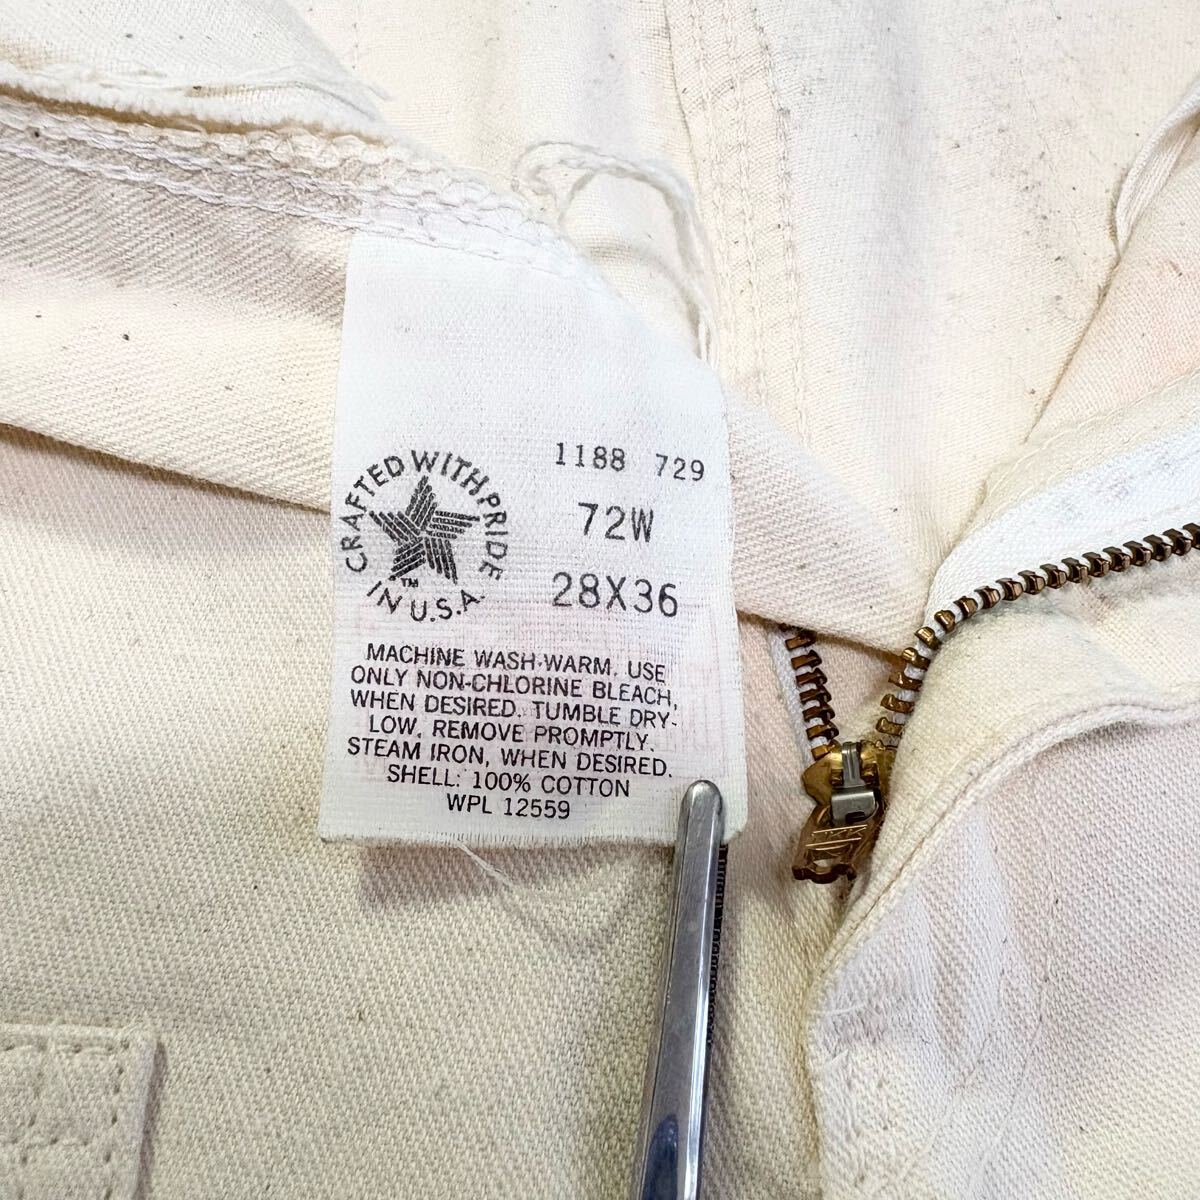 1188 729
72W
28X36
CRAFTED WITH PRIDE
IN U.S.A.
TM
MACHINE WASH-WARM, USE
ONLY NON-CHLORINE BLEACH,
WHEN DESIRED. TUMBLE DRY-
LOW, REMOVE PROMPTLY.
STEAM IRON, WHEN DESIRED.
SHELL: 100% COTTON
WPL 12559
YKK